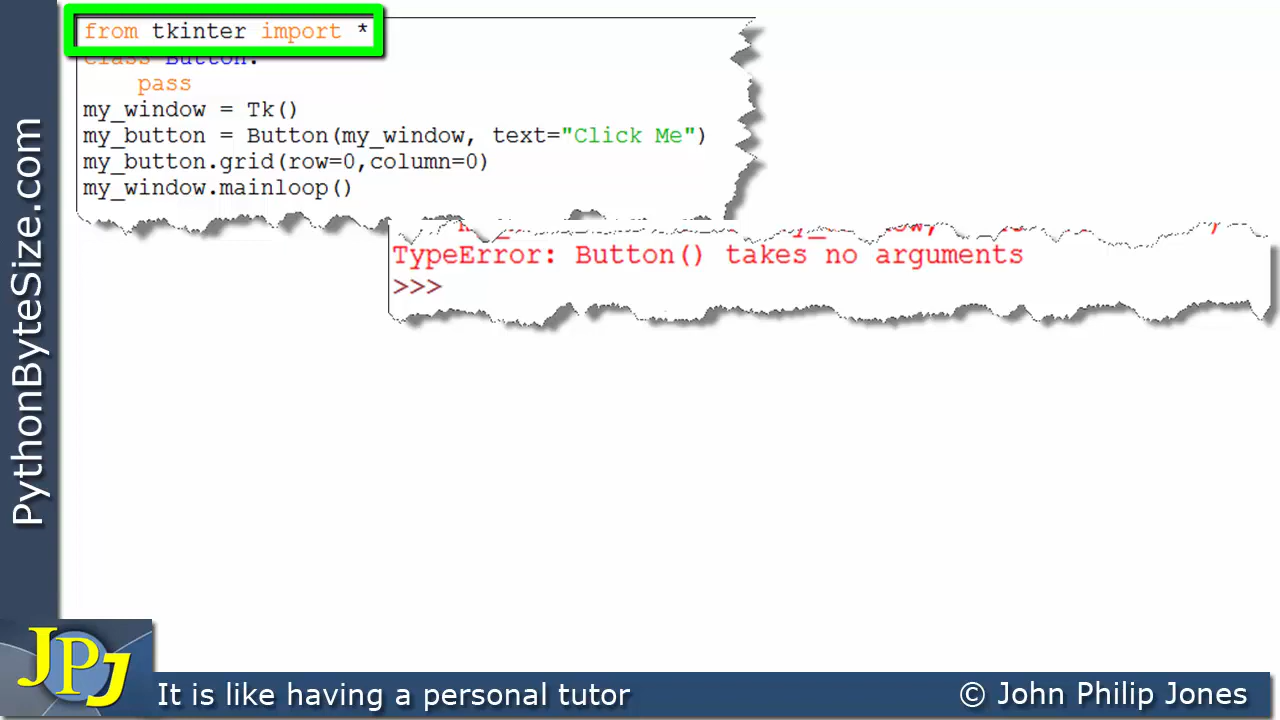 from tkinter import *
class Button:
pass
my_window = Tk()
my_button = Button(my_window, text="Click Me")
my_button.grid(row=0,column=0)
my_window.mainloop()
TypeError: Button() takes no arguments
>>>
PythonByteSize.com
JPJ
It is like having a personal tutor
© John Philip Jones